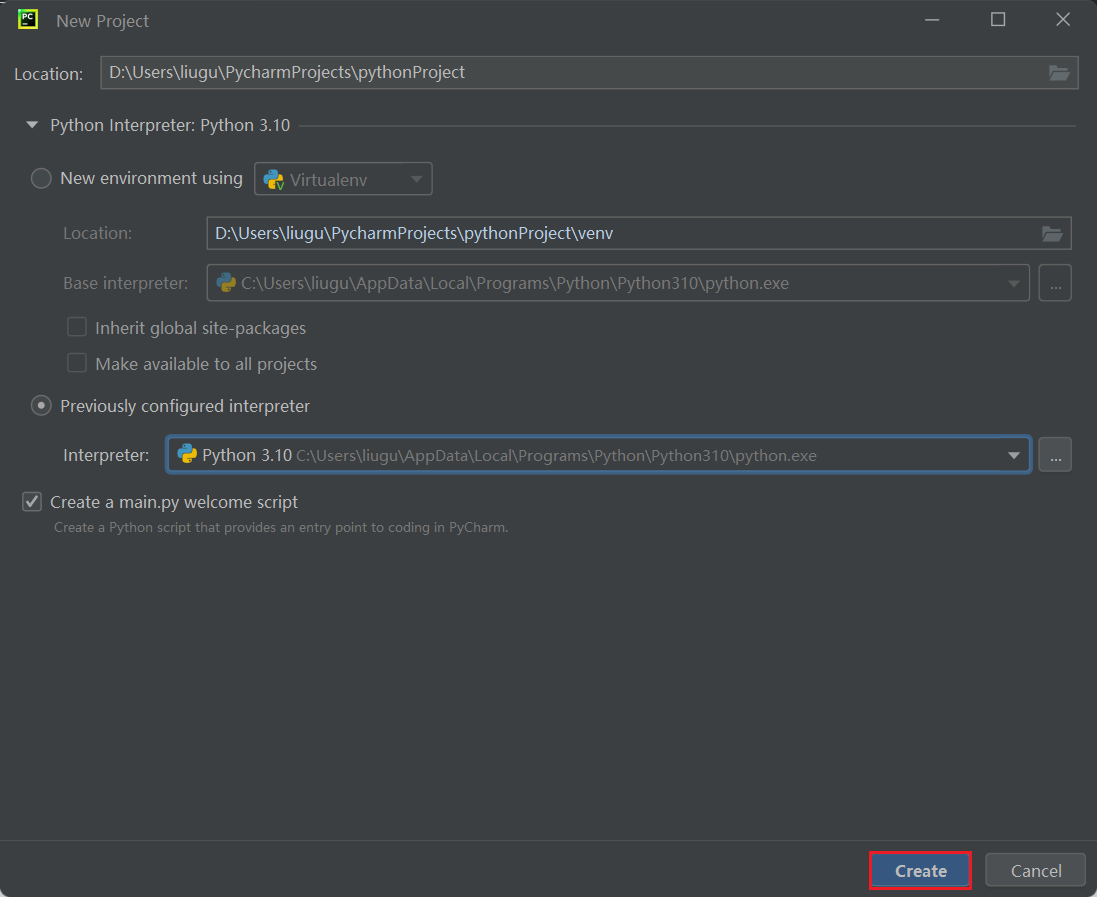 PC New Project
Location: D:\Users\liugu\PycharmProjects\pythonProject
Python Interpreter: Python 3.10
New environment using Virtualenv
Location: D:\Users\liugu\PycharmProjects\pythonProject\venv
Base interpreter: C:\Users\liugu\AppData\Local\Programs\Python\Python310\python.exe ...
Inherit global site-packages
Make available to all projects
Previously configured interpreter
Interpreter: Python 3.10 C:\Users\liugu\AppData\Local\Programs\Python\Python310\python.exe ...
Create a main.py welcome script
Create a Python script that provides an entry point to coding in PyCharm.
Create Cancel